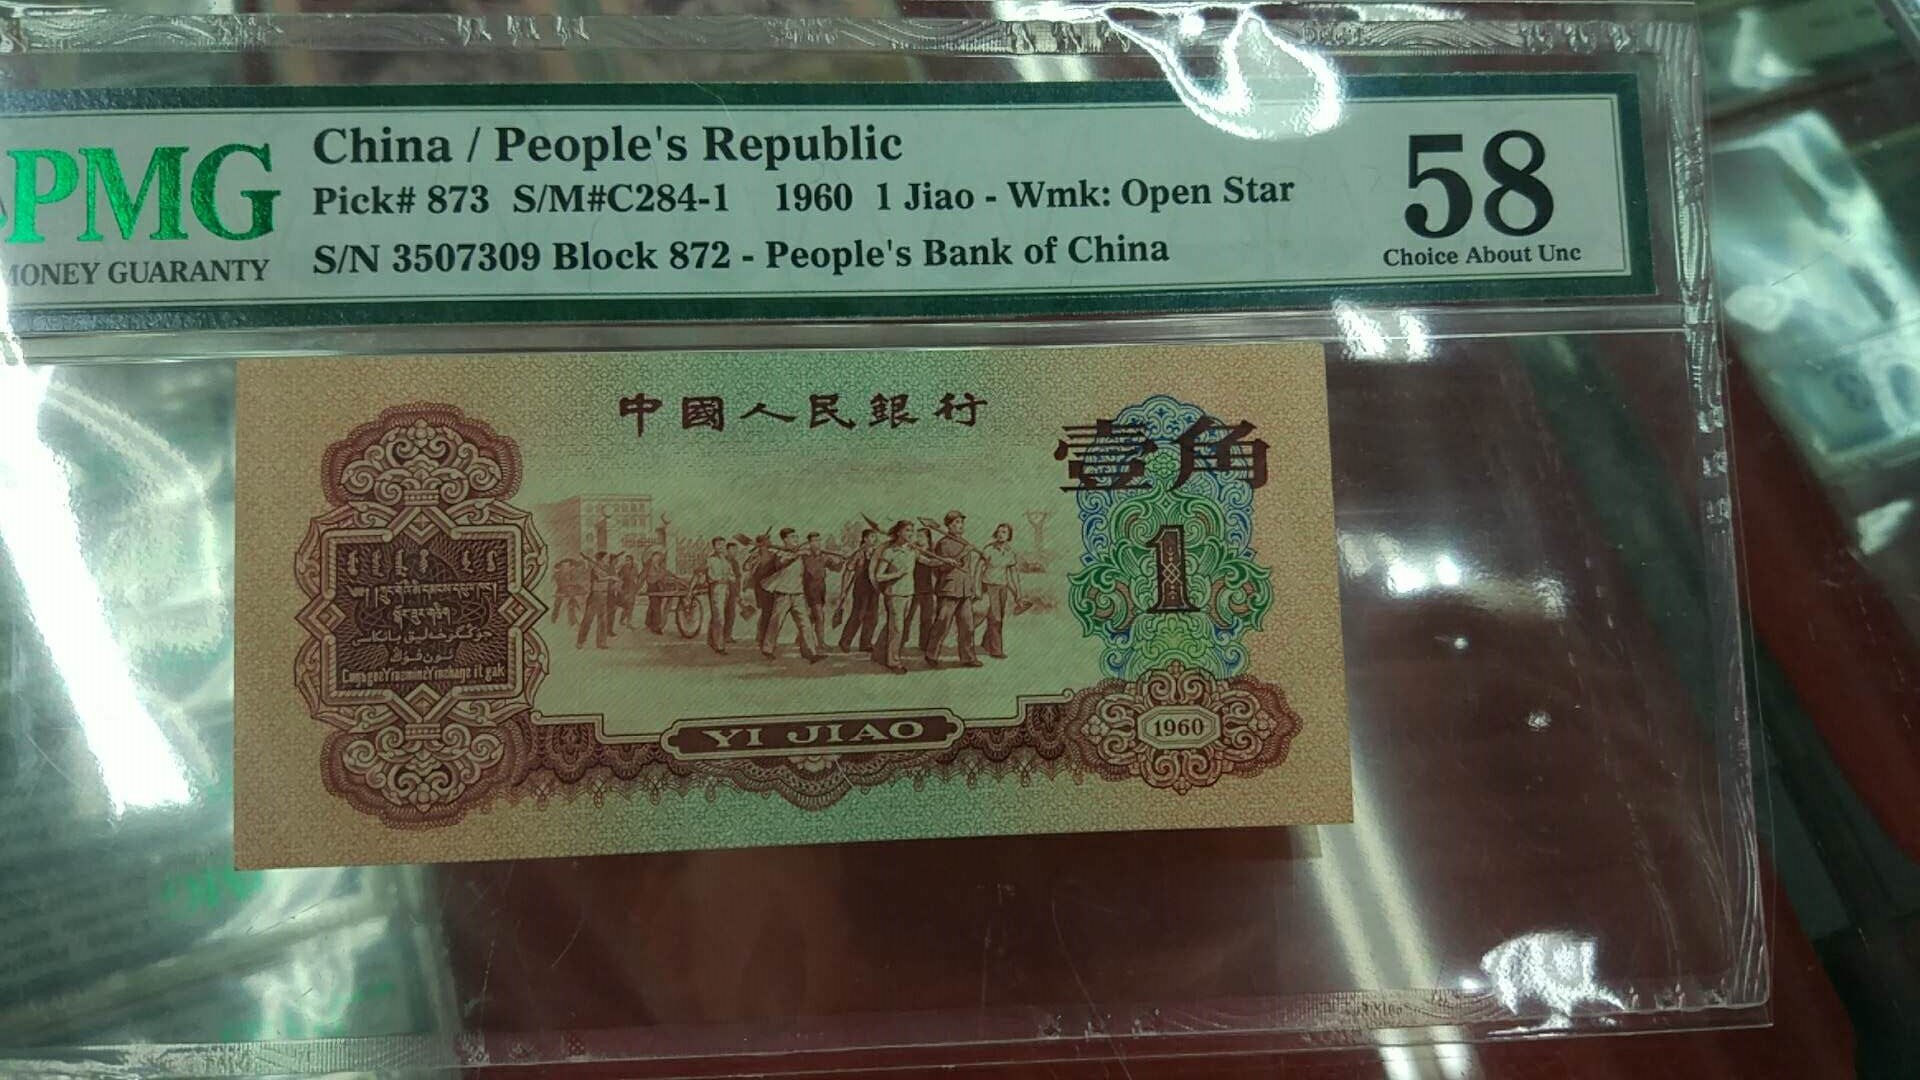 PMG
MONEY GUARANTY
China / People's Republic
Pick# 873 S/M#C284-1 1960 1 Jiao - Wmk: Open Star
S/N 3507309 Block 872 - People's Bank of China
58
Choice About Unc
中國人民銀行
壹角
1
YI JIAO
1960